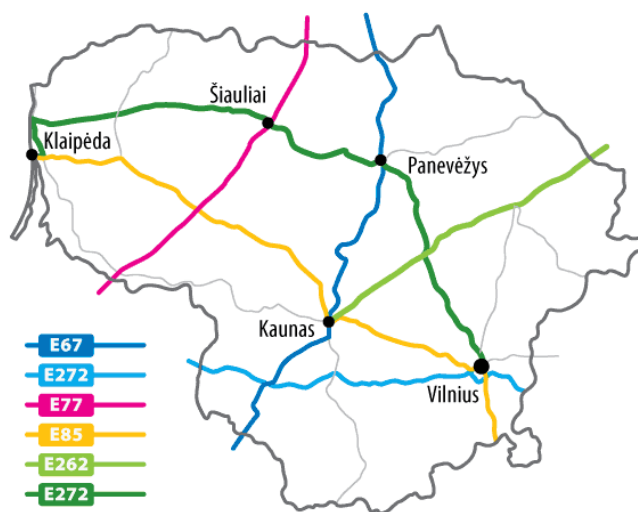 Šiauliai
Klaipėda
Panevėžys
Kaunas
Vilnius
E67
E272
E77
E85
E262
E272